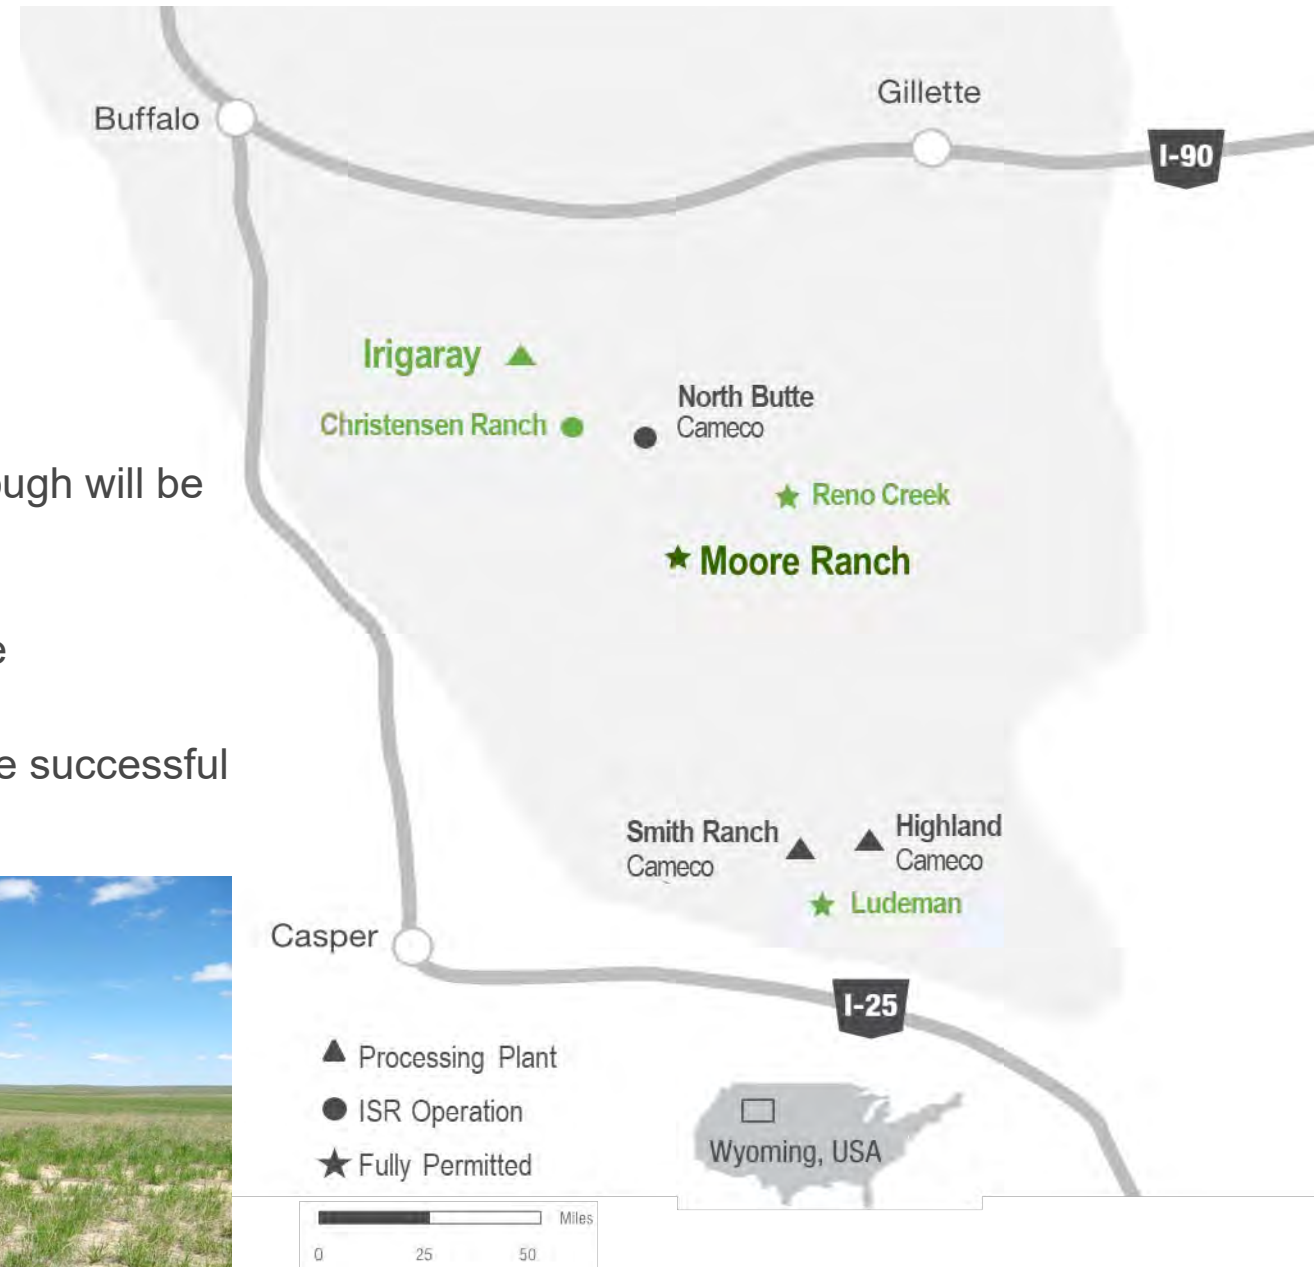 Gillette
Buffalo
I-90
Irigaray
North Butte
Cameco
Christensen Ranch
ough will be
Reno Creek
Moore Ranch
e
e successful
Smith Ranch
Cameco
Highland
Cameco
Ludeman
Casper
I-25
Processing Plant
ISR Operation
Fully Permitted
Wyoming, USA
Miles
0 25 50